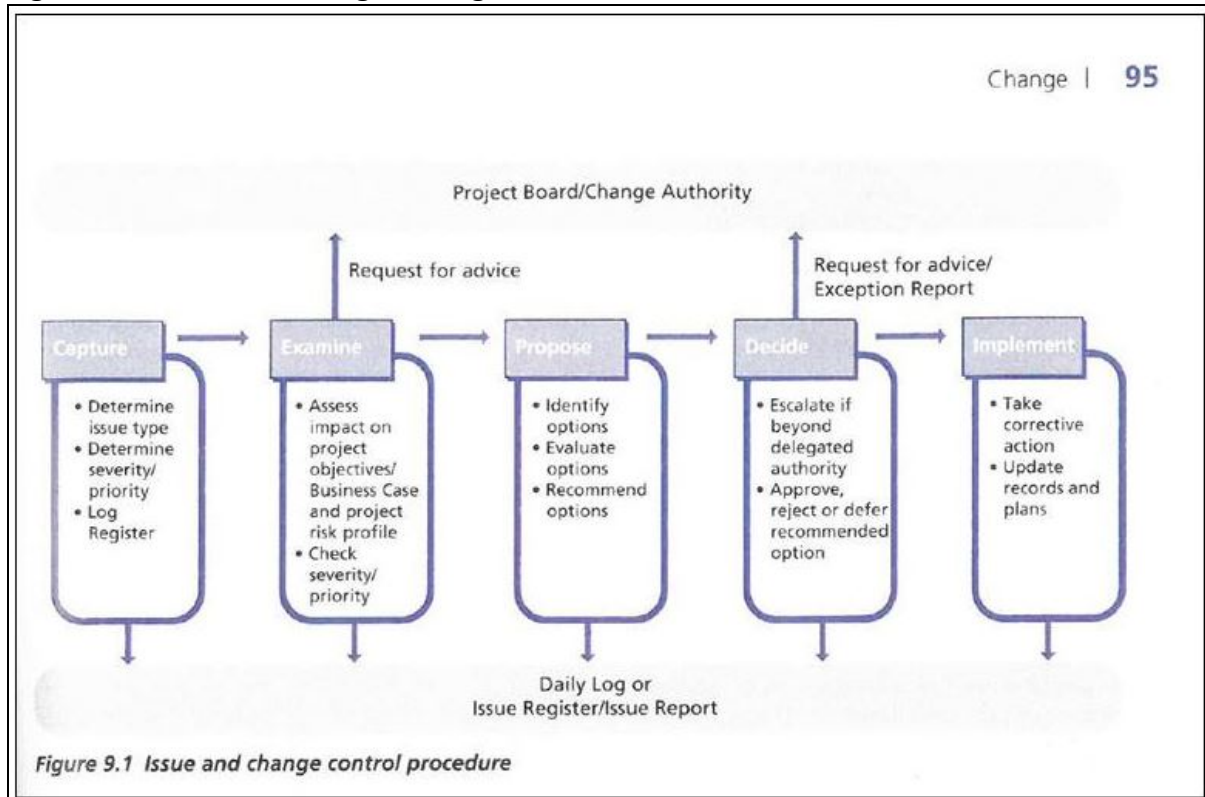 Change | 95
Project Board/Change Authority
Request for advice
Request for advice/
Exception Report
Capture
Examine
Propose
Decide
Implement
• Determine
issue type
• Determine
severity/
priority
• Log
Register
• Assess
impact on
project
objectives/
Business Case
and project
risk profile
• Check
severity/
priority
• Identify
options
• Evaluate
options
• Recommend
options
• Escalate if
beyond
delegated
authority
• Approve,
reject or defer
recommended
option
• Take
corrective
action
• Update
records and
plans
Daily Log or
Issue Register/Issue Report
Figure 9.1 Issue and change control procedure